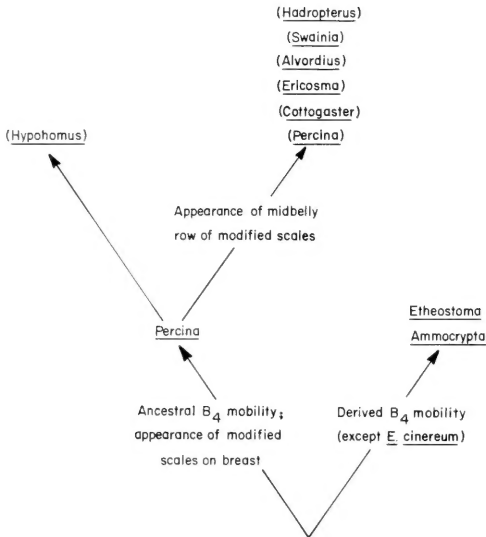 (Hadropterus)
(Swainia)
(Alvordius)
(Ericosma)
(Cottogaster)
(Percina)
(Hypohomus)
Appearance of midbelly
row of modified scales
Percina
Etheostoma
Ammocrypta
Ancestral B4 mobility;
appearance of modified
scales on breast
Derived B4 mobility
(except E. cinereum)